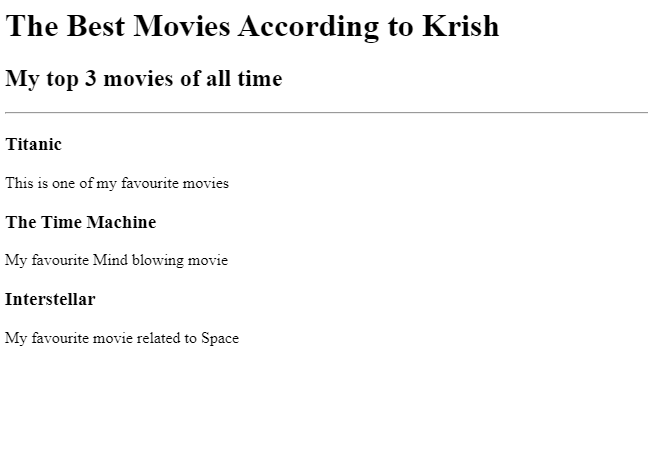 The Best Movies According to Krish
My top 3 movies of all time
Titanic
This is one of my favourite movies
The Time Machine
My favourite Mind blowing movie
Interstellar
My favourite movie related to Space